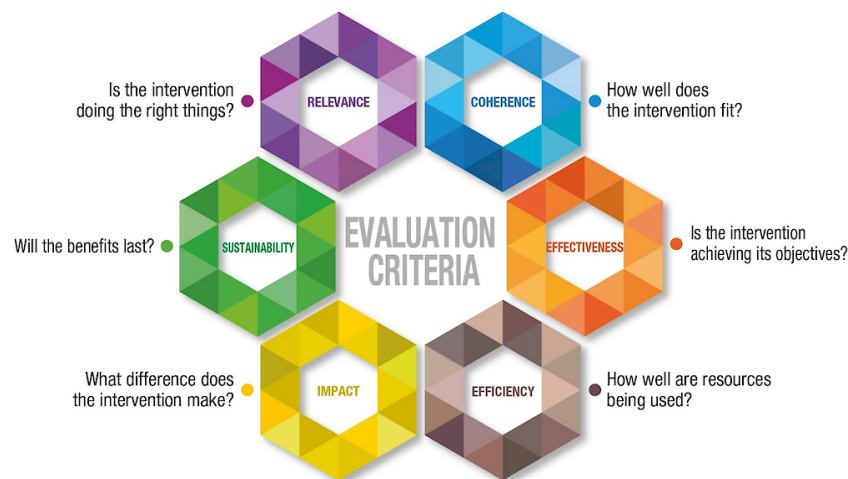 Is the intervention
doing the right things?
RELEVANCE
COHERENCE
How well does
the intervention fit?
Will the benefits last?
SUSTAINABILITY
EVALUATION
CRITERIA
EFFECTIVENESS
Is the intervention
achieving its objectives?
What difference does
the intervention make?
IMPACT
EFFICIENCY
How well are resources
being used?